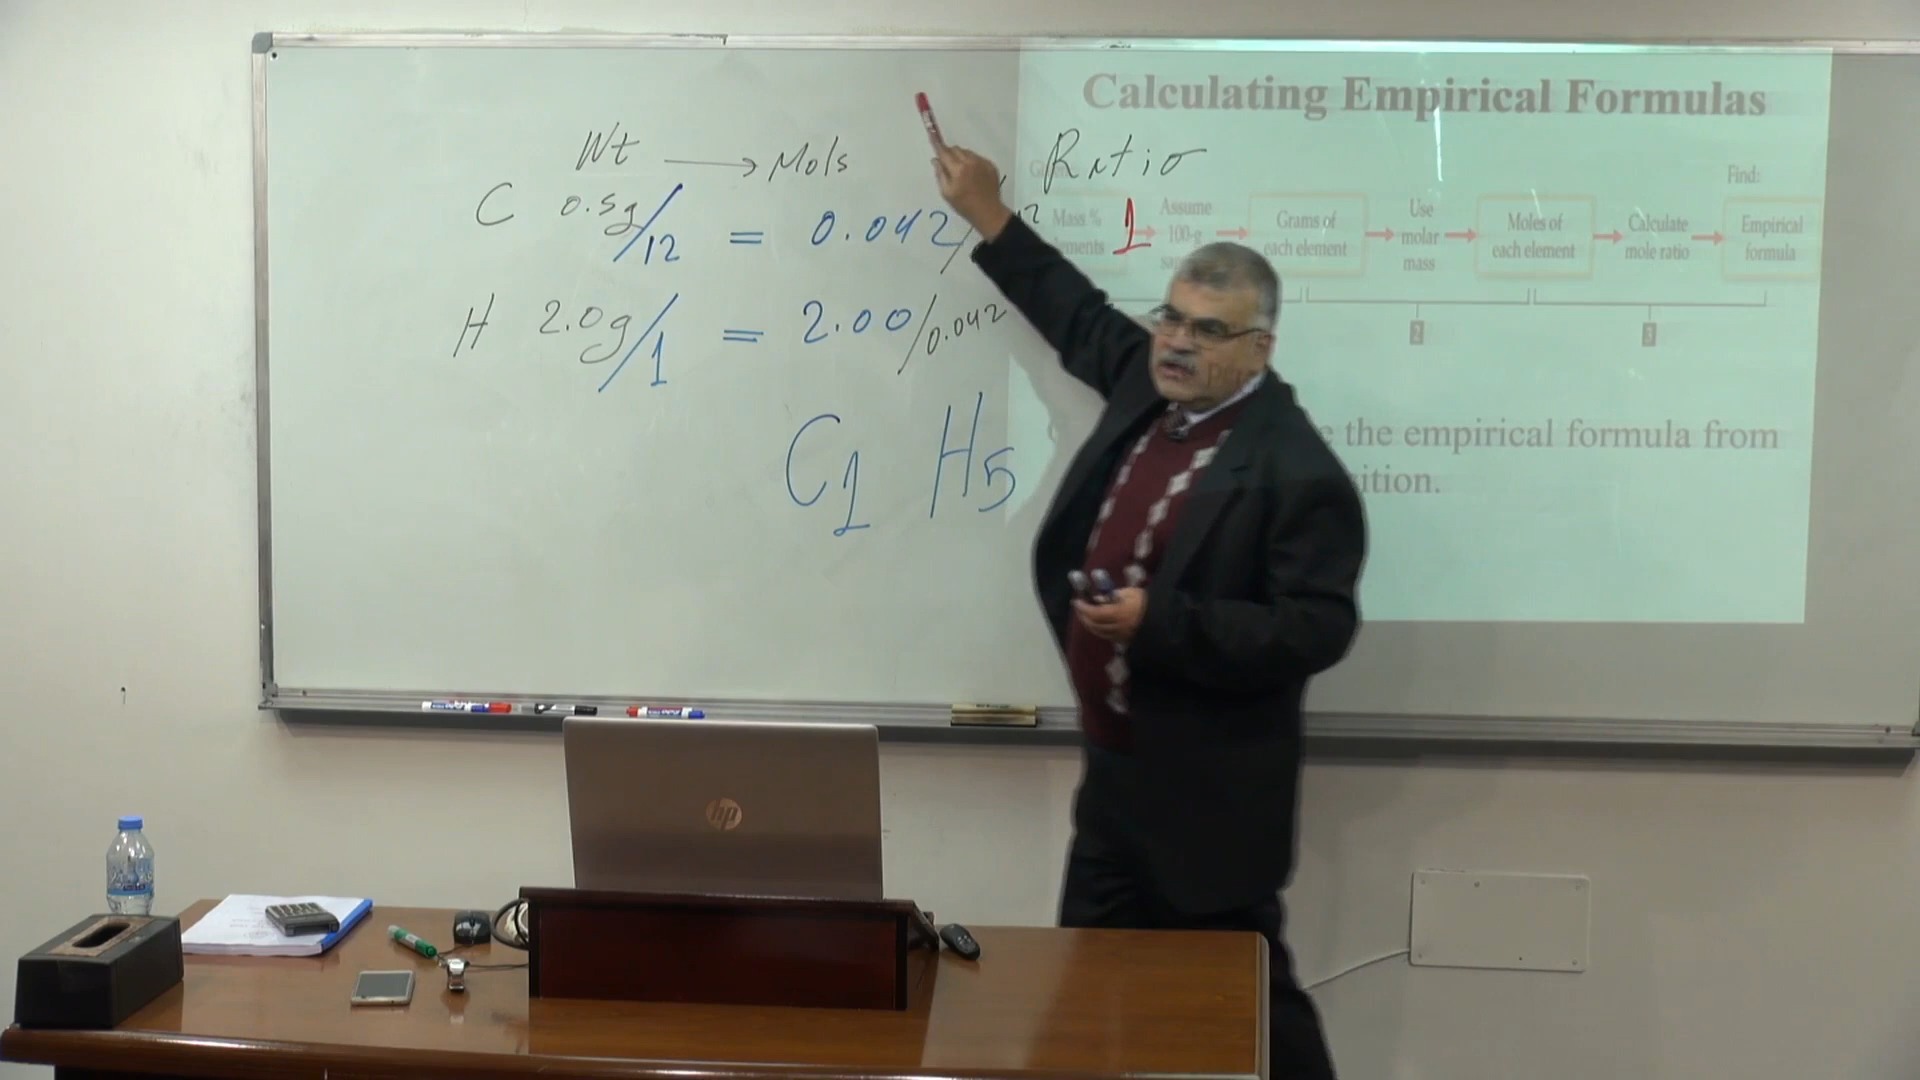 Calculating Empirical Formulas
Wt → Mols Ratio
C 0.5g/12 = 0.042/ 1
H 2.0g/1 = 2.00/0.042
C1 H5
Find:
Mass %
Assume
100-g
Grams of
each element
Use
molar
mass
Moles of
each element
Calculate
mole ratio
Empirical
formula
2
3
the empirical formula from
hp